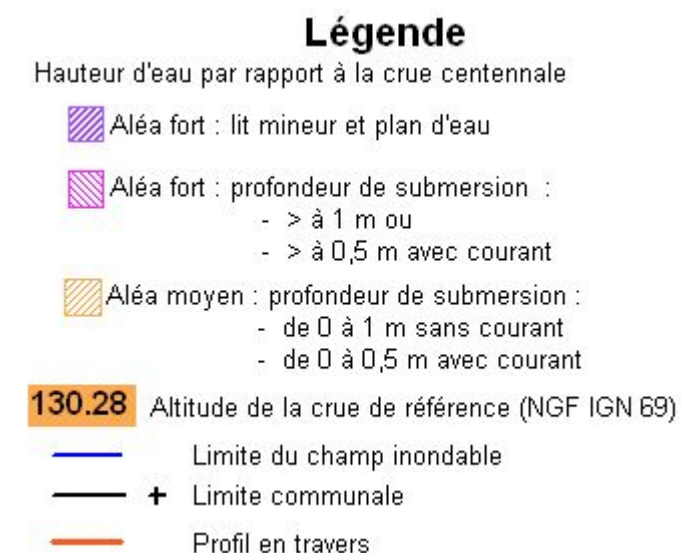 Légende
Hauteur d'eau par rapport à la crue centennale
Aléa fort : lit mineur et plan d'eau
Aléa fort : profondeur de submersion :
- > à 1 m ou
- > à 0,5 m avec courant
Aléa moyen : profondeur de submersion :
- de 0 à 1 m sans courant
- de 0 à 0,5 m avec courant
130.28 Altitude de la crue de référence (NGF IGN 69)
Limite du champ inondable
+ Limite communale
Profil en travers